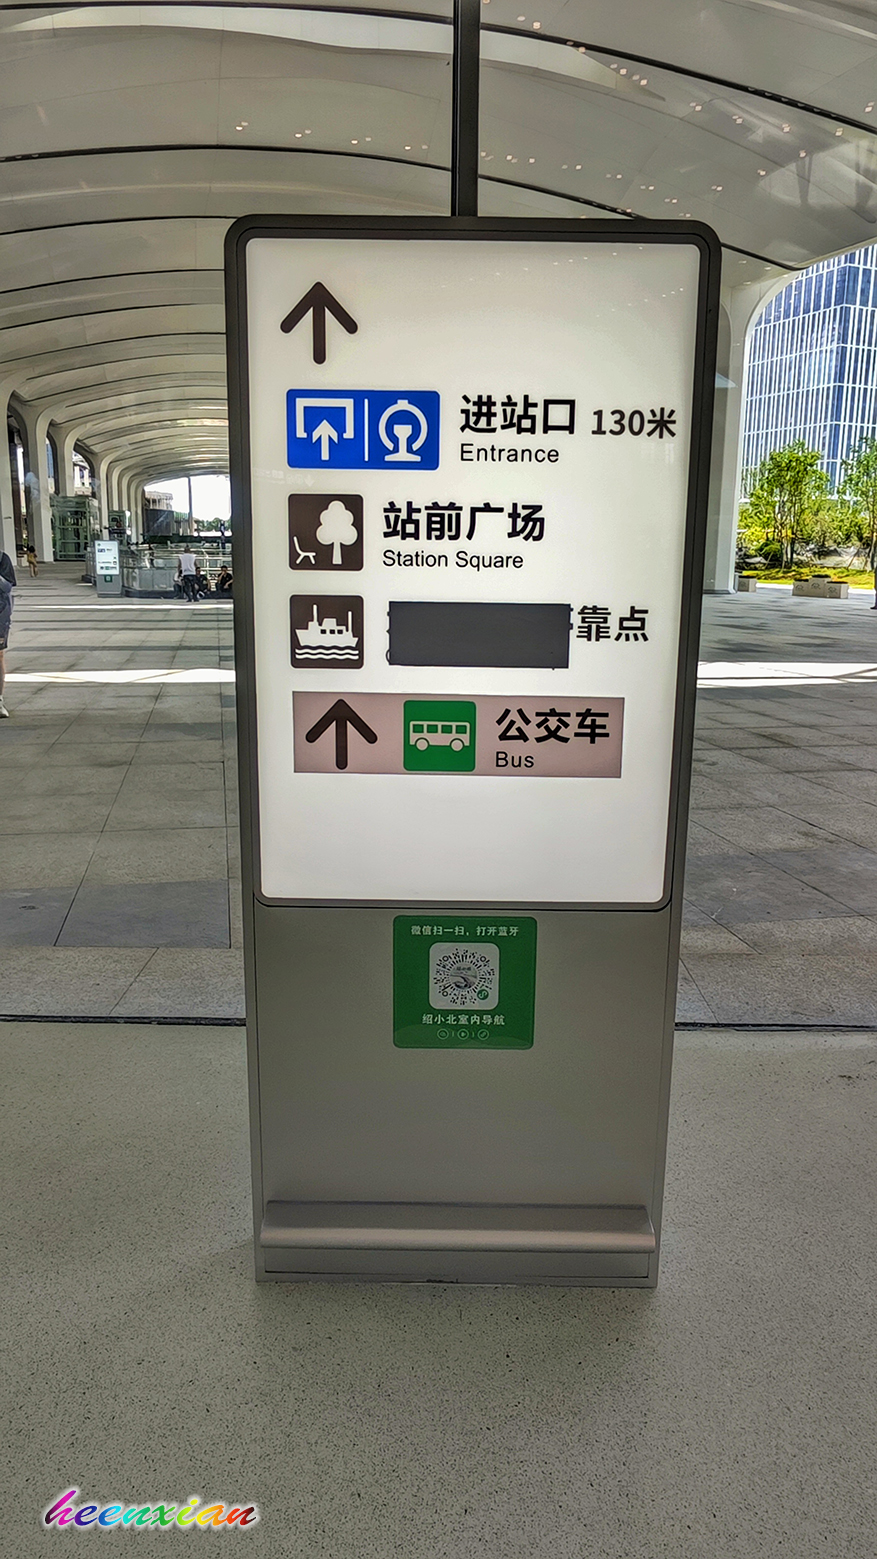 进站口 130米
Entrance
站前广场
Station Square
靠点
公交车
Bus
微信扫一扫，打开蓝牙
绍小北室内导航
heenxian